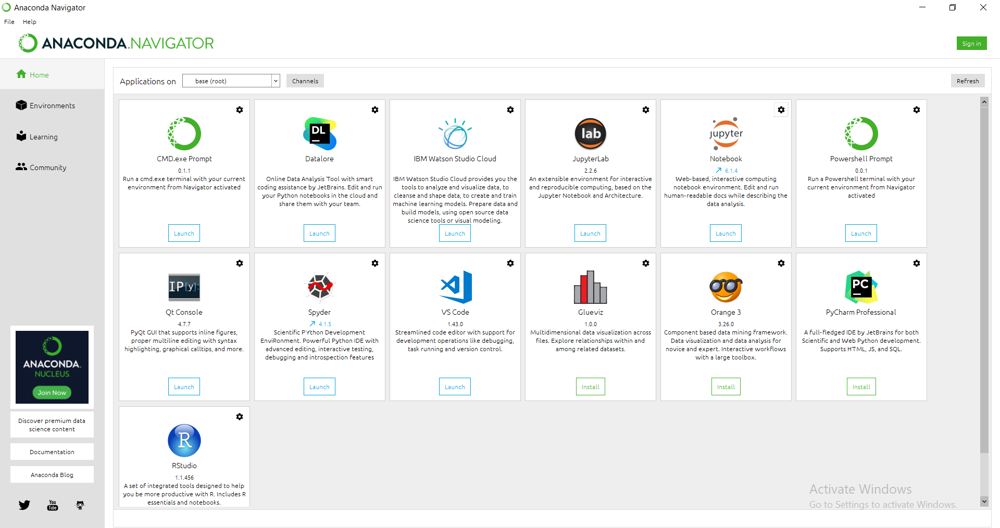 Anaconda Navigator
File Help
ANACONDA.NAVIGATOR
Sign in
Home
Environments
Learning
Community
ANACONDA.
NUCLEUS
Join Now
Discover premium data
science content
Documentation
Anaconda Blog
You
Tube
Applications on base (root) Channels Refresh
CMD.exe Prompt
0.1.1
Run a cmd.exe terminal with your current
environment from Navigator activated
Launch
DL
Datalore
Online Data Analysis Tool with smart
coding assistance by JetBrains. Edit and run
your Python notebooks in the cloud and
share them with your team.
Launch
IBM Watson Studio Cloud
IBM Watson Studio Cloud provides you the
tools to analyze and visualize data, to
cleanse and shape data, to create and train
machine learning models. Prepare data and
build models, using open source data
science tools or visual modeling.
Launch
lab
JupyterLab
2.2.6
An extensible environment for interactive
and reproducible computing, based on the
Jupyter Notebook and Architecture.
Launch
jupyter
Notebook
6.1.4
Web-based, interactive computing
notebook environment. Edit and run
human-readable docs while describing the
data analysis.
Launch
Powershell Prompt
0.0.1
Run a Powershell terminal with your
current environment from Navigator
activated
Launch
IP[y]:
Qt Console
4.7.7
PyQt GUI that supports inline figures,
proper multiline editing with syntax
highlighting, graphical calltips, and more.
Launch
Spyder
4.1.5
Scientific PYthon Development
EnviRonment. Powerful Python IDE with
advanced editing, interactive testing,
debugging and introspection features
Launch
VS Code
1.43.0
Streamlined code editor with support for
development operations like debugging,
task running and version control.
Launch
Glueviz
1.0.0
Multidimensional data visualization across
files. Explore relationships within and
among related datasets.
Install
Orange 3
3.26.0
Component based data mining framework.
Data visualization and data analysis for
novice and expert. Interactive workflows
with a large toolbox.
Install
PC
PyCharm Professional
A full-fledged IDE by JetBrains for both
Scientific and Web Python development.
Supports HTML, JS, and SQL.
Install
R
RStudio
1.1.456
A set of integrated tools designed to help
you be more productive with R. Includes R
essentials and notebooks.
Activate Windows
Go to Settings to activate Windows.